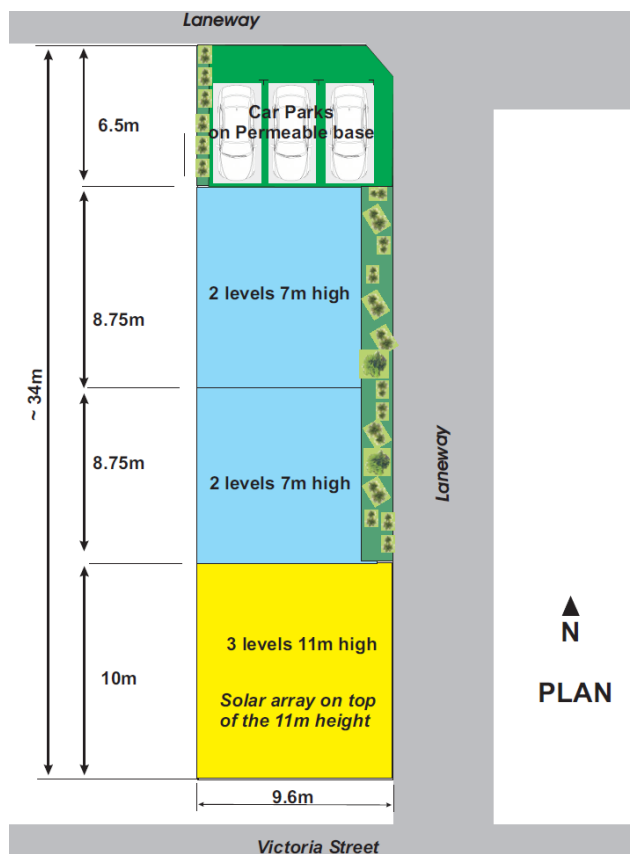 Laneway
6.5m
Car Parks
on Permeable base
2 levels 7m high
8.75m
~ 34m
8.75m
2 levels 7m high
Laneway
3 levels 11m high
10m
Solar array on top
of the 11m height
N
PLAN
9.6m
Victoria Street